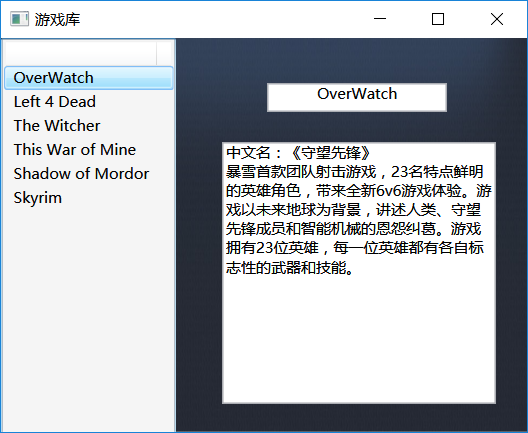 游戏库
OverWatch
Left 4 Dead
The Witcher
This War of Mine
Shadow of Mordor
Skyrim
OverWatch
中文名：《守望先锋》
暴雪首款团队射击游戏，23名特点鲜明
的英雄角色，带来全新6v6游戏体验。游
戏以未来地球为背景，讲述人类、守望
先锋成员和智能机械的恩怨纠葛。游戏
拥有23位英雄，每一位英雄都有各自标
志性的武器和技能。